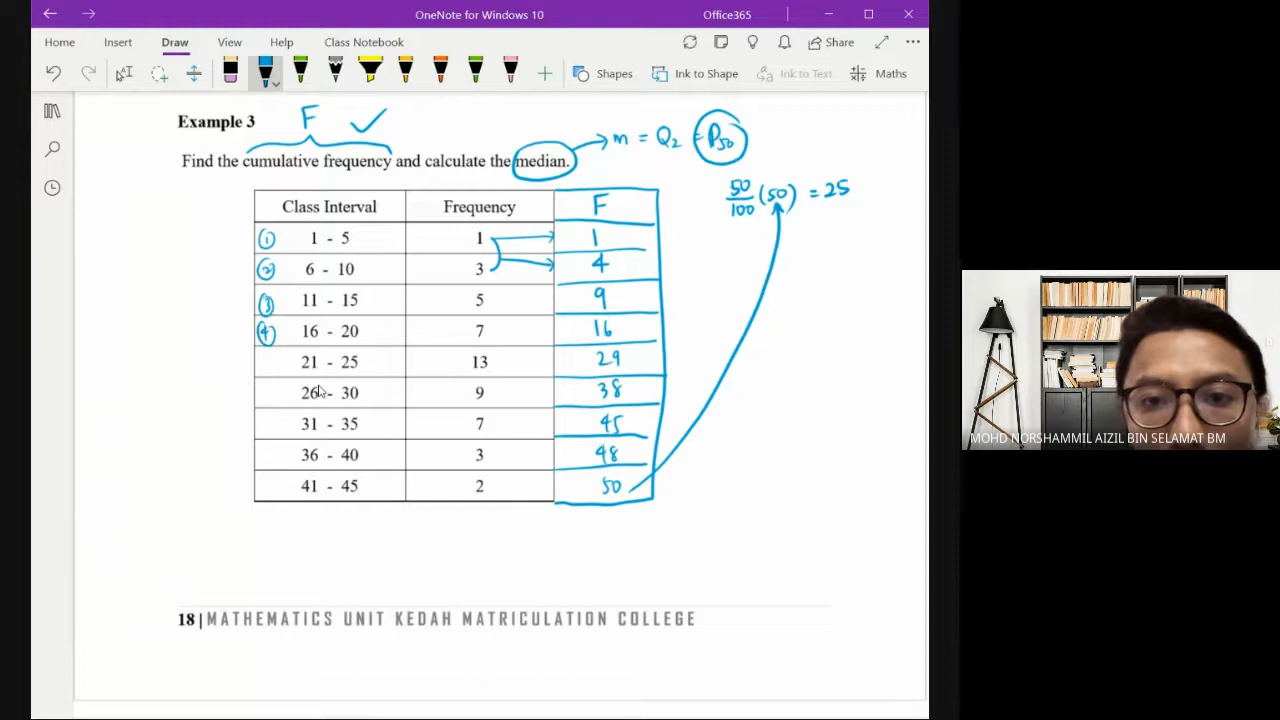 OneNote for Windows 10
Office365
Home Insert Draw View Help Class Notebook Share
Shapes Ink to Shape Ink to Text Maths
Example 3 F ✓
Find the cumulative frequency and calculate the median. → m = Q2 = P50
50/100 (50) = 25
Class Interval Frequency F
① 1 - 5 1 1
② 6 - 10 3 4
③ 11 - 15 5 9
④ 16 - 20 7 16
21 - 25 13 29
26 - 30 9 38
31 - 35 7 45
36 - 40 3 48
41 - 45 2 50
MOHD NORSHAMMIL AIZIL BIN SELAMAT BM
18 | MATHEMATICS UNIT KEDAH MATRICULATION COLLEGE